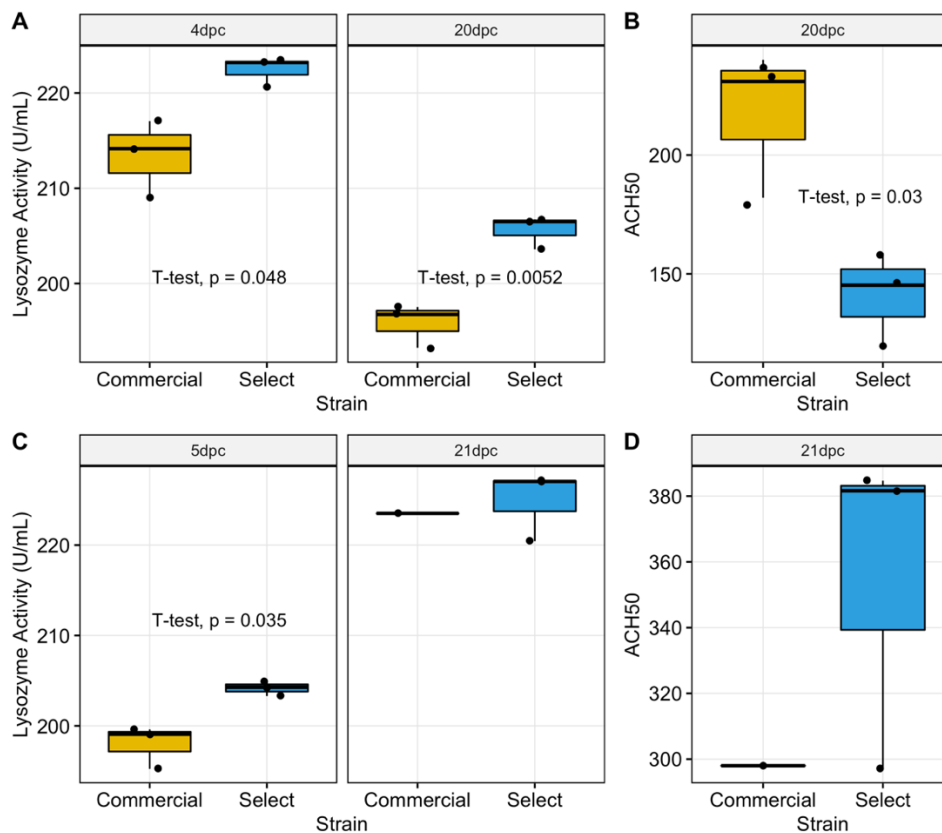 A
4dpc
20dpc
Lysozyme Activity (U/mL)
220
210
200
T-test, p = 0.048
T-test, p = 0.0052
Commercial
Select
Commercial
Select
Strain
B
20dpc
ACH50
200
150
T-test, p = 0.03
Commercial
Select
Strain
C
5dpc
21dpc
Lysozyme Activity (U/mL)
220
210
200
T-test, p = 0.035
Commercial
Select
Commercial
Select
Strain
D
21dpc
ACH50
380
360
340
320
300
Commercial
Select
Strain